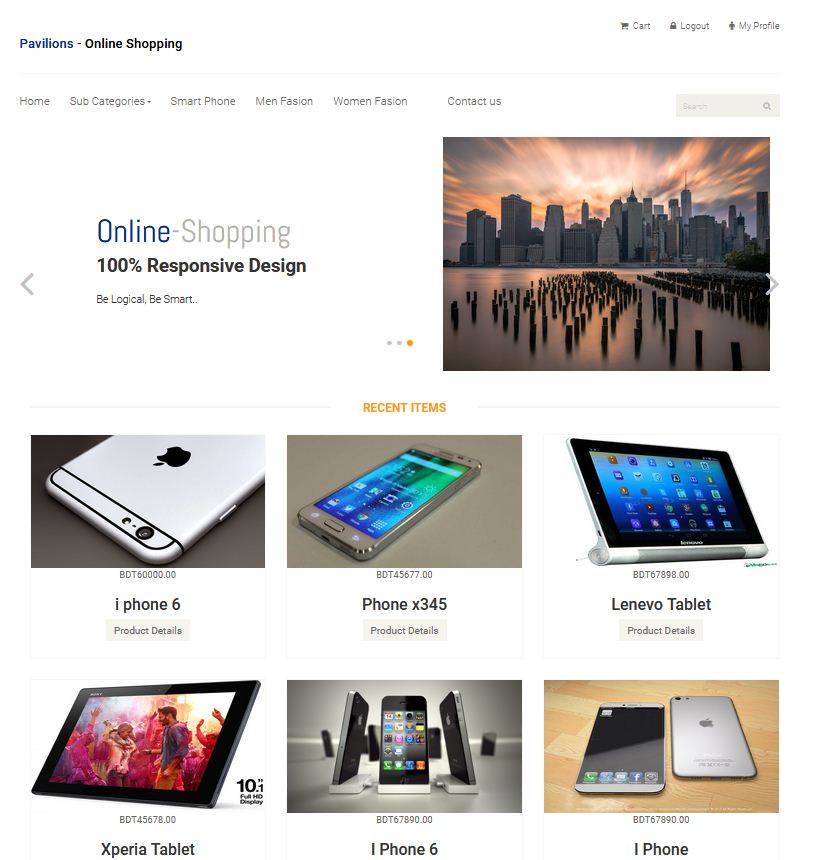 Cart Logout My Profile
Pavilions - Online Shopping
Home Sub Categories Smart Phone Men Fasion Women Fasion Contact us
Search
Online-Shopping
100% Responsive Design
Be Logical, Be Smart..
RECENT ITEMS
lenovo
BDT60000.00 BDT45677.00 BDT67898.00
i phone 6 Phone x345 Lenevo Tablet
Product Details Product Details Product Details
SONY
10.1"
Full HD
Display
BDT45678.00 BDT67890.00 BDT67890.00
Xperia Tablet I Phone 6 I Phone